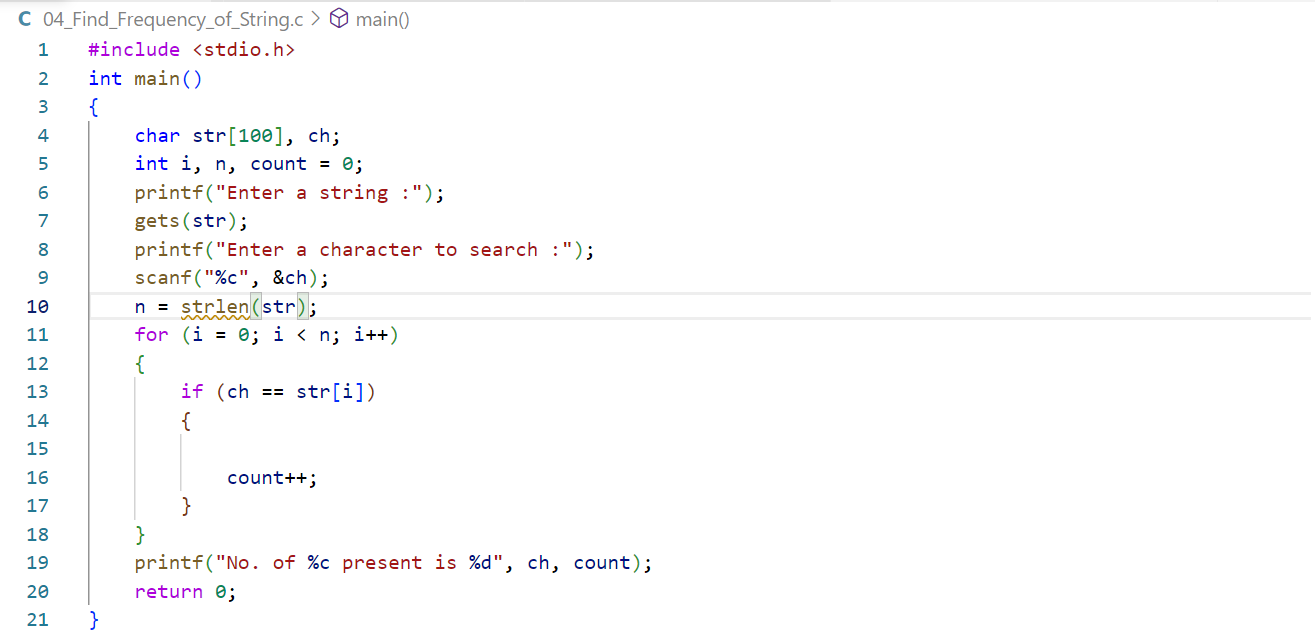 C 04_Find_Frequency_of_String.c > main()
1 #include <stdio.h>
2 int main()
3 {
4     char str[100], ch;
5     int i, n, count = 0;
6     printf("Enter a string :");
7     gets(str);
8     printf("Enter a character to search :");
9     scanf("%c", &ch);
10     n = strlen(str);
11     for (i = 0; i < n; i++)
12     {
13         if (ch == str[i])
14         {
15
16             count++;
17         }
18     }
19     printf("No. of %c present is %d", ch, count);
20     return 0;
21 }